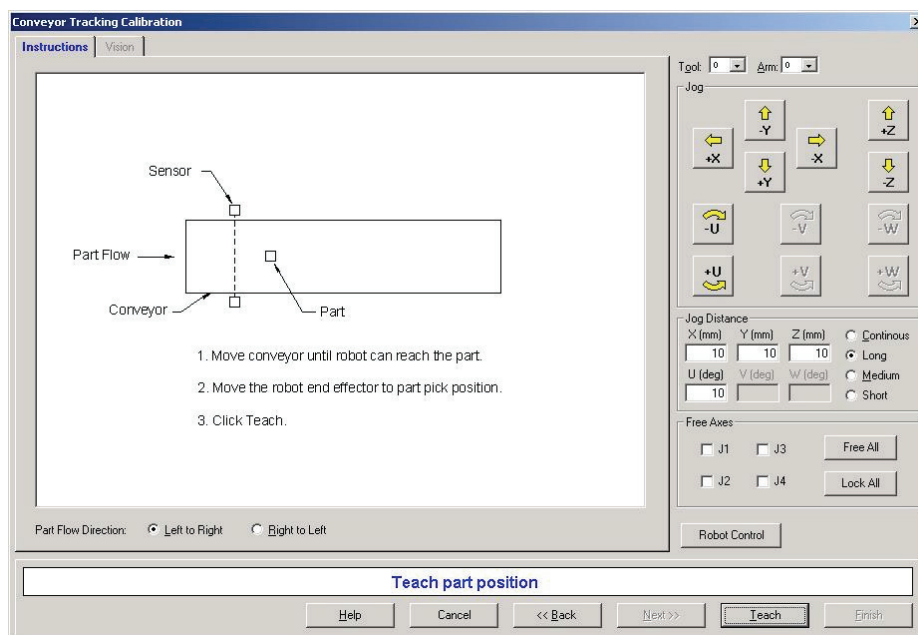 Conveyor Tracking Calibration
Instructions Vision
Sensor
Part Flow
Conveyor
Part
1. Move conveyor until robot can reach the part.
2. Move the robot end effector to part pick position.
3. Click Teach.
Part Flow Direction: Left to Right Right to Left
Tool: 0 Arm: 0
Jog
-Y +Z
+X -X
+Y -Z
-U -V -W
+U +V +W
Jog Distance
X (mm) Y (mm) Z (mm) Continous
10 10 10 Long
U (deg) V (deg) W (deg) Medium
10 Short
Free Axes
J1 J3 Free All
J2 J4 Lock All
Robot Control
Teach part position
Help Cancel << Back Next >> Teach Finish